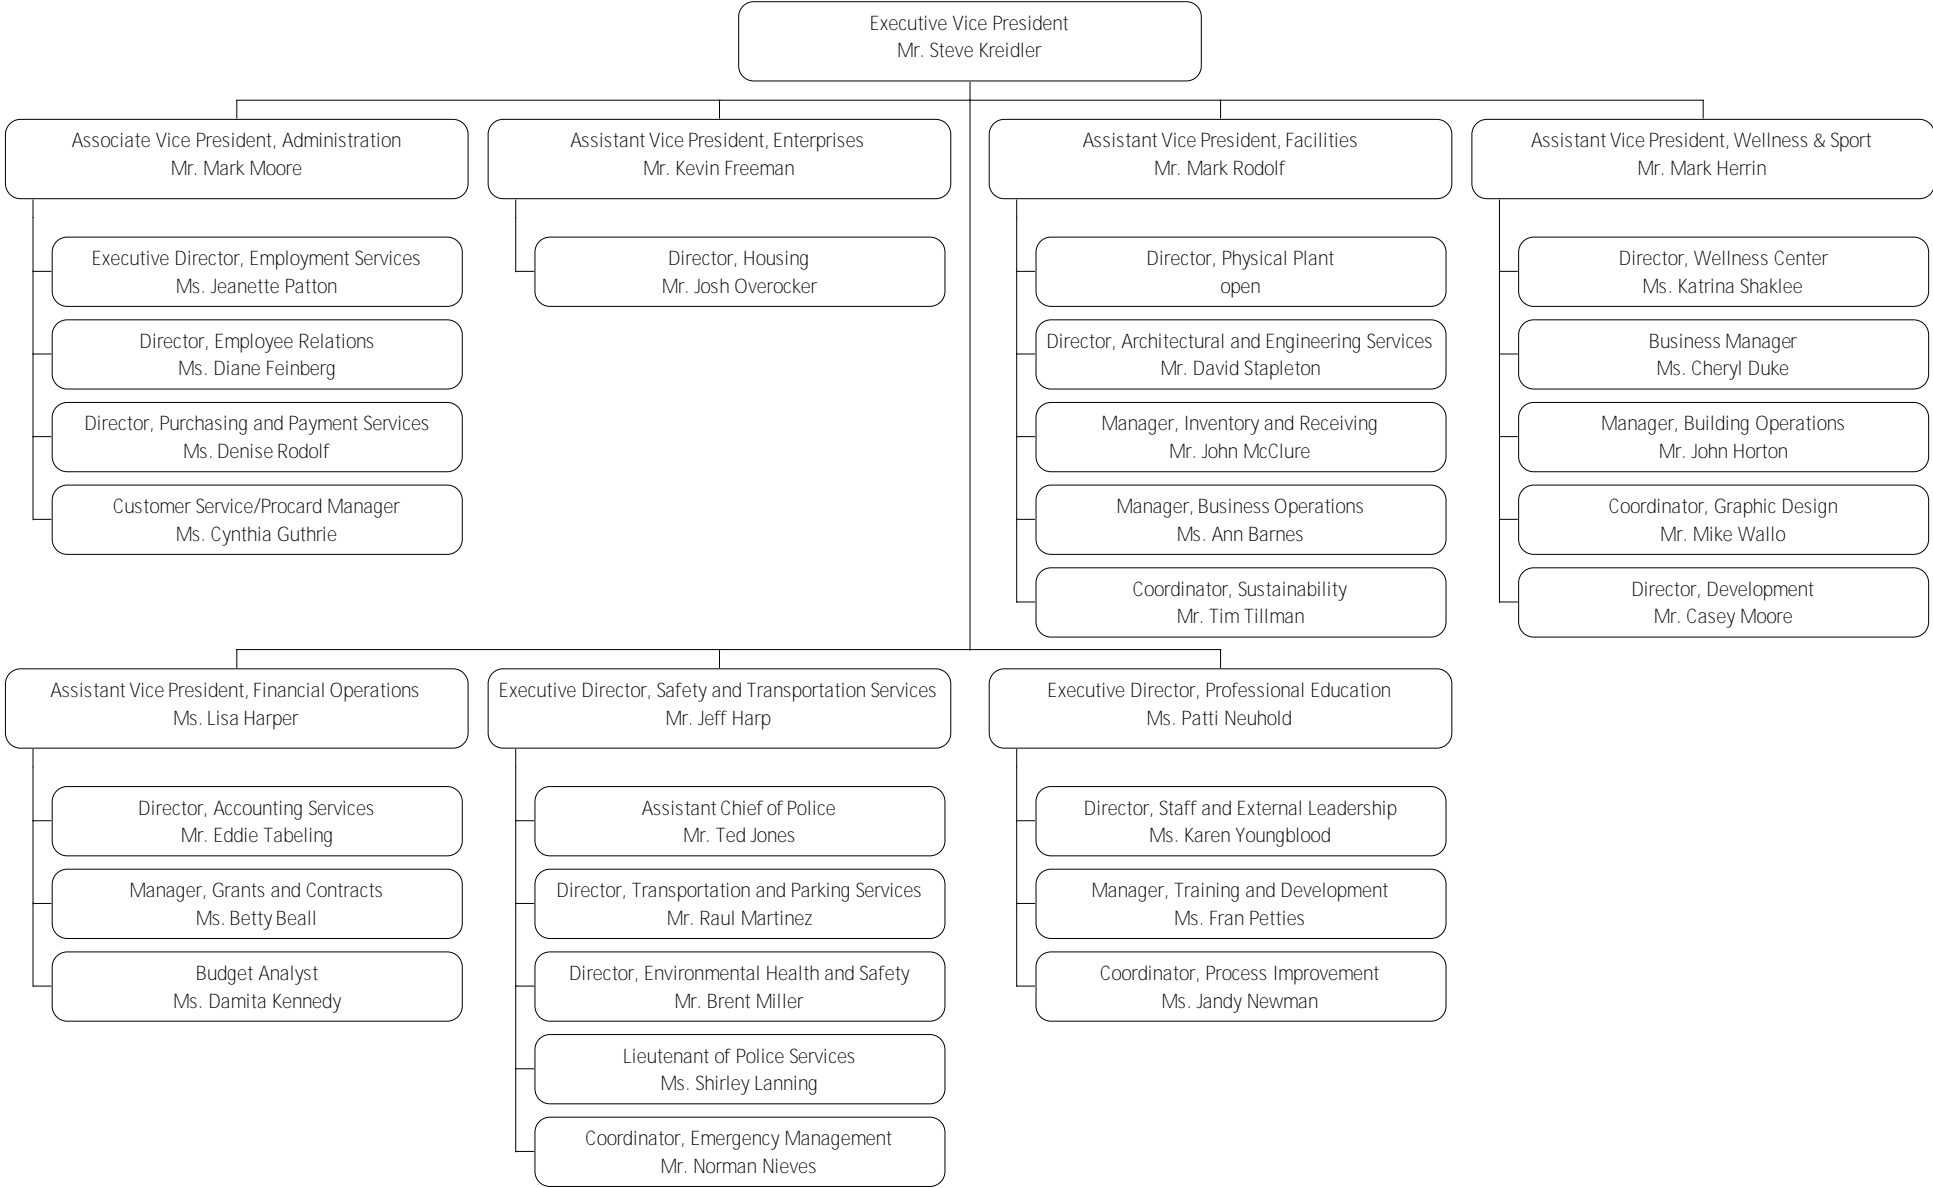 Executive Vice President
Mr. Steve Kreidler
Associate Vice President, Administration
Mr. Mark Moore
Executive Director, Employment Services
Ms. Jeanette Patton
Director, Employee Relations
Ms. Diane Feinberg
Director, Purchasing and Payment Services
Ms. Denise Rodolf
Customer Service/Procard Manager
Ms. Cynthia Guthrie
Assistant Vice President, Enterprises
Mr. Kevin Freeman
Director, Housing
Mr. Josh Overocker
Assistant Vice President, Facilities
Mr. Mark Rodolf
Director, Physical Plant
open
Director, Architectural and Engineering Services
Mr. David Stapleton
Manager, Inventory and Receiving
Mr. John McClure
Manager, Business Operations
Ms. Ann Barnes
Coordinator, Sustainability
Mr. Tim Tillman
Assistant Vice President, Wellness & Sport
Mr. Mark Herrin
Director, Wellness Center
Ms. Katrina Shaklee
Business Manager
Ms. Cheryl Duke
Manager, Building Operations
Mr. John Horton
Coordinator, Graphic Design
Mr. Mike Wallo
Director, Development
Mr. Casey Moore
Assistant Vice President, Financial Operations
Ms. Lisa Harper
Director, Accounting Services
Mr. Eddie Tabeling
Manager, Grants and Contracts
Ms. Betty Beall
Budget Analyst
Ms. Damita Kennedy
Executive Director, Safety and Transportation Services
Mr. Jeff Harp
Assistant Chief of Police
Mr. Ted Jones
Director, Transportation and Parking Services
Mr. Raul Martinez
Director, Environmental Health and Safety
Mr. Brent Miller
Lieutenant of Police Services
Ms. Shirley Lanning
Coordinator, Emergency Management
Mr. Norman Nieves
Executive Director, Professional Education
Ms. Patti Neuhold
Director, Staff and External Leadership
Ms. Karen Youngblood
Manager, Training and Development
Ms. Fran Petties
Coordinator, Process Improvement
Ms. Jandy Newman